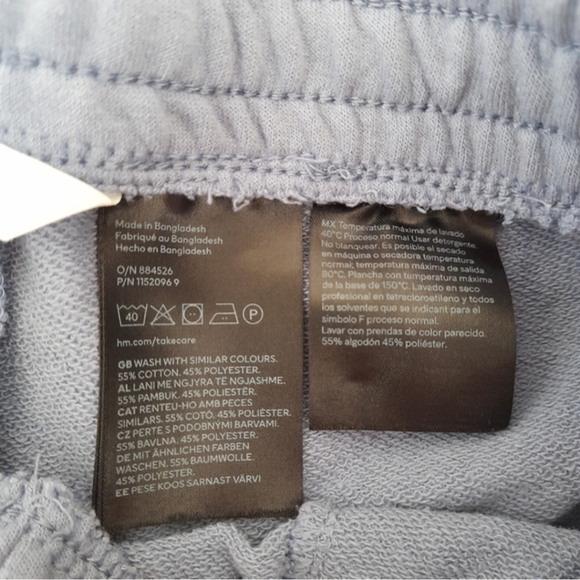 Made in Bangladesh
Fabriqué au Bangladesh
Hecho en Bangladesh
O/N 884526
P/N 1152096 9
40
P
hm.com/takecare
GB WASH WITH SIMILAR COLOURS.
55% COTTON. 45% POLYESTER.
AL LANI ME NGJYRA TË NGJASHME.
55% PAMBUK. 45% POLIESTËR.
CAT RENTEU-HO AMB PECES
SIMILARS. 55% COTÓ. 45% POLIÈSTER.
CZ PERTE S PODOBNÝMI BARVAMI.
55% BAVLNA. 45% POLYESTER.
DE MIT ÄHNLICHEN FARBEN
WASCHEN. 55% BAUMWOLLE.
45% POLYESTER.
EE PESE KOOS SARNAST VÄRVI
MX Temperatura máxima de lavado
40°C Proceso normal Usar detergente.
No blanquear. Es posible el secado
en máquina o secadora temperatura
normal; temperatura máxima de salida
80°C. Plancha con temperatura máxima
de la base de 150°C. Lavado en seco
profesional en tetracloroetileno y todos
los solventes que se indican para el
símbolo F proceso normal.
Lavar con prendas de color parecido.
55% algodón 45% poliéster.